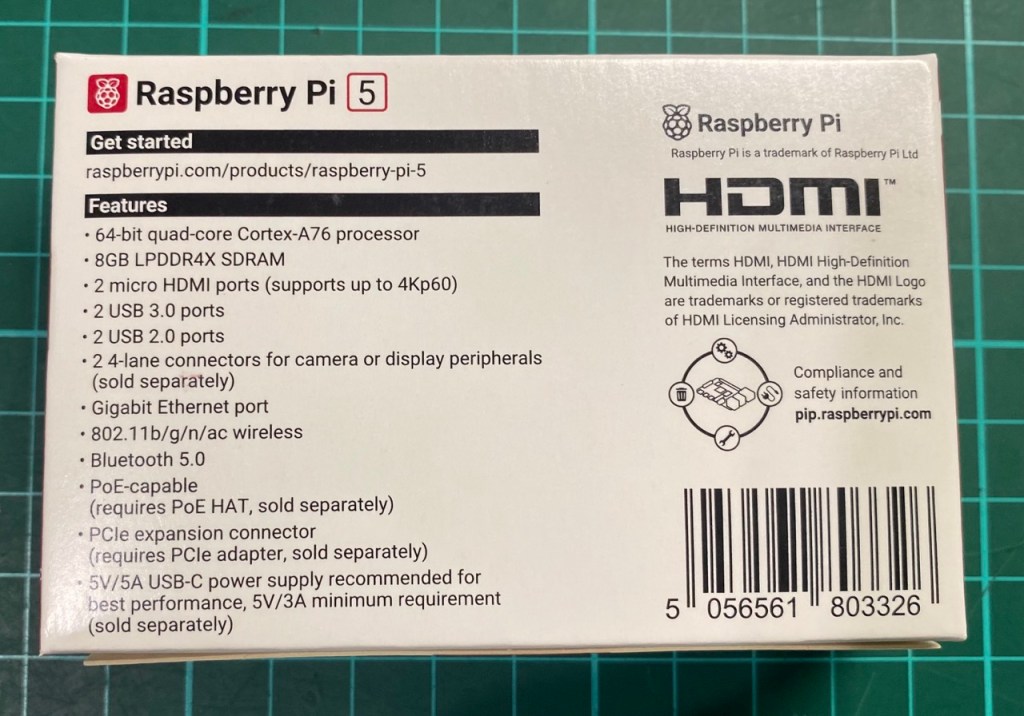 Raspberry Pi 5
Get started
raspberrypi.com/products/raspberry-pi-5
Features
• 64-bit quad-core Cortex-A76 processor
• 8GB LPDDR4X SDRAM
• 2 micro HDMI ports (supports up to 4Kp60)
• 2 USB 3.0 ports
• 2 USB 2.0 ports
• 2 4-lane connectors for camera or display peripherals
(sold separately)
• Gigabit Ethernet port
• 802.11b/g/n/ac wireless
• Bluetooth 5.0
• PoE-capable
(requires PoE HAT, sold separately)
• PCIe expansion connector
(requires PCIe adapter, sold separately)
• 5V/5A USB-C power supply recommended for
best performance, 5V/3A minimum requirement
(sold separately)
Raspberry Pi
Raspberry Pi is a trademark of Raspberry Pi Ltd
HDMI™
HIGH-DEFINITION MULTIMEDIA INTERFACE
The terms HDMI, HDMI High-Definition
Multimedia Interface, and the HDMI Logo
are trademarks or registered trademarks
of HDMI Licensing Administrator, Inc.
Compliance and
safety information
pip.raspberrypi.com
5 056561 803326